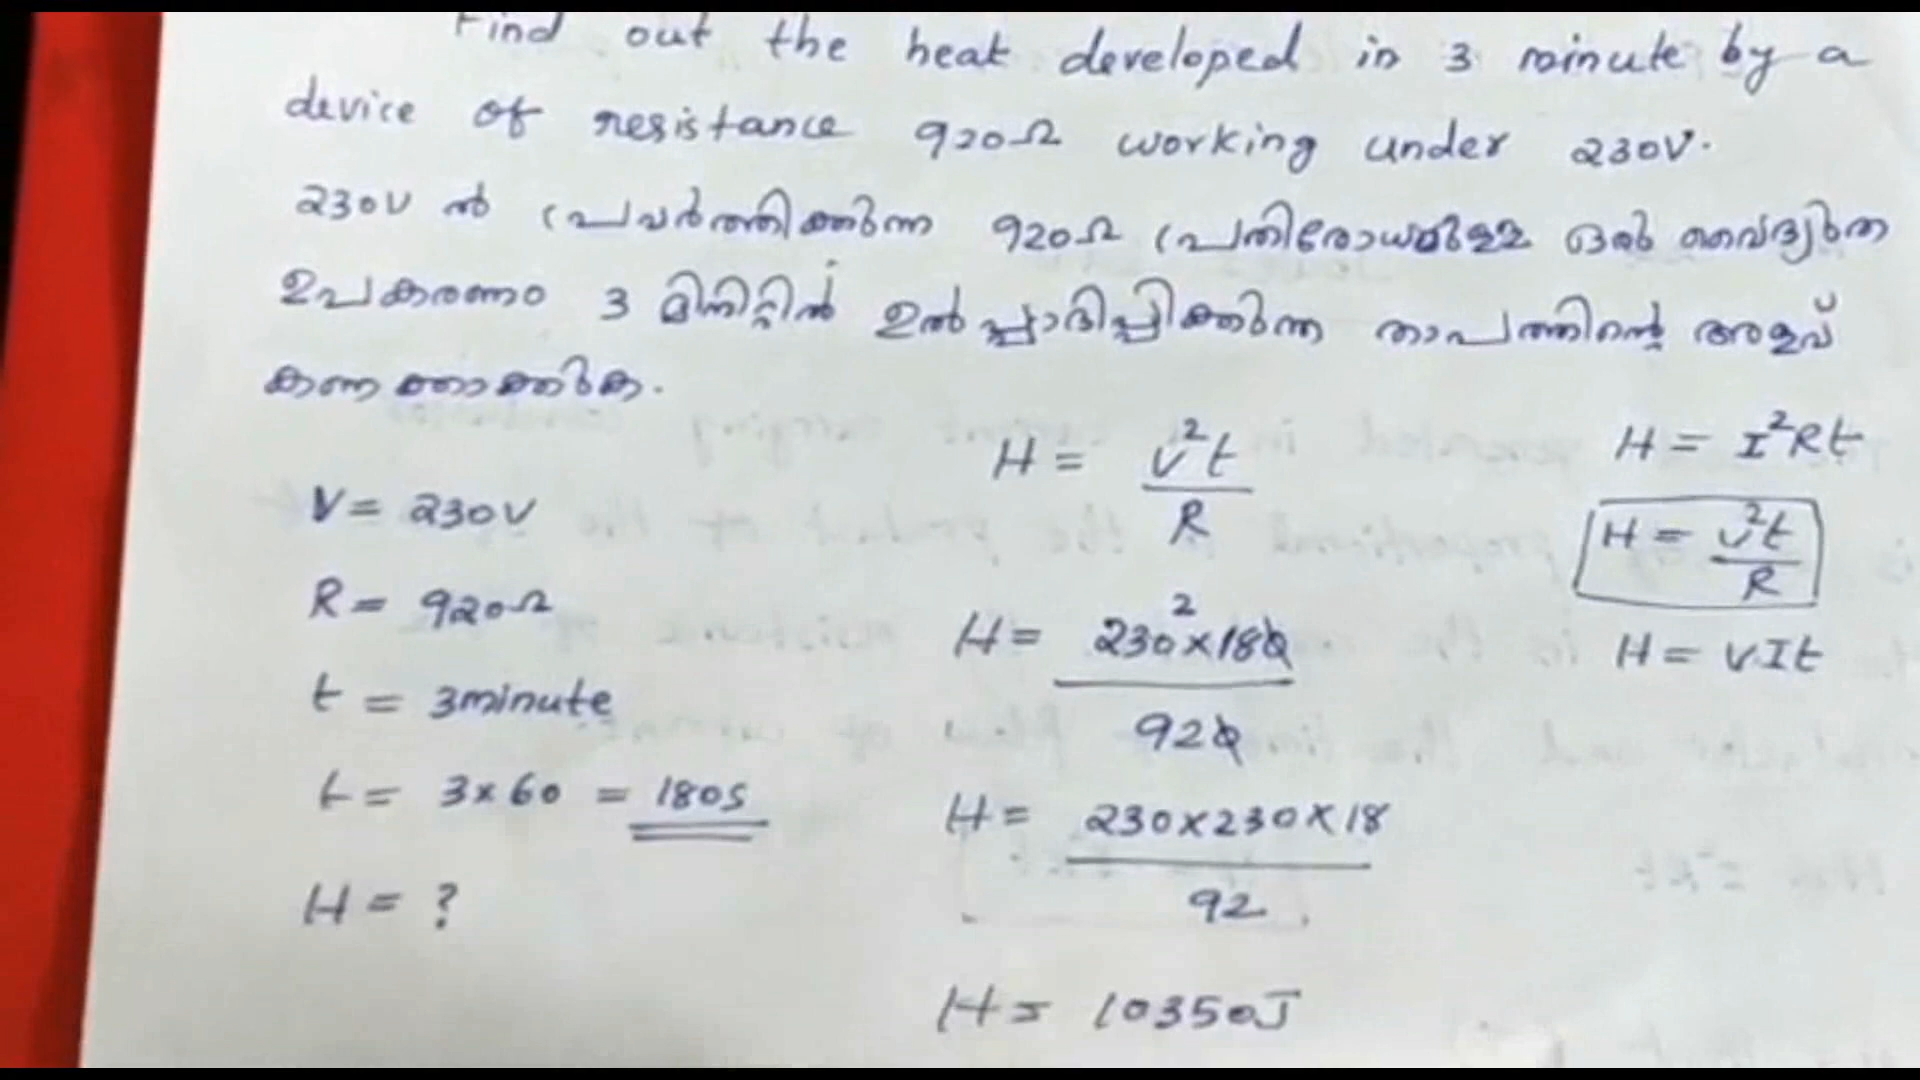 Find out the heat developed in 3 minute by a
device of resistance 920Ω working under 230V.
230V ൽ പ്രവർത്തിക്കുന്ന 920Ω പ്രതിരോധമുള്ള ഒരു വൈദ്യുത
ഉപകരണം 3 മിനിറ്റിൽ ഉൽപ്പാദിപ്പിക്കുന്ന താപത്തിന്റെ അളവ്
കണക്കാക്കുക.
H = V²t / R
H = I²Rt
V = 230V
H = V²t / R
R = 920Ω
H = 230² × 180 / 920
H = VIt
t = 3minute
t = 3×60 = 180s
H = 230×230×18 / 92
H = ?
H = 10350J